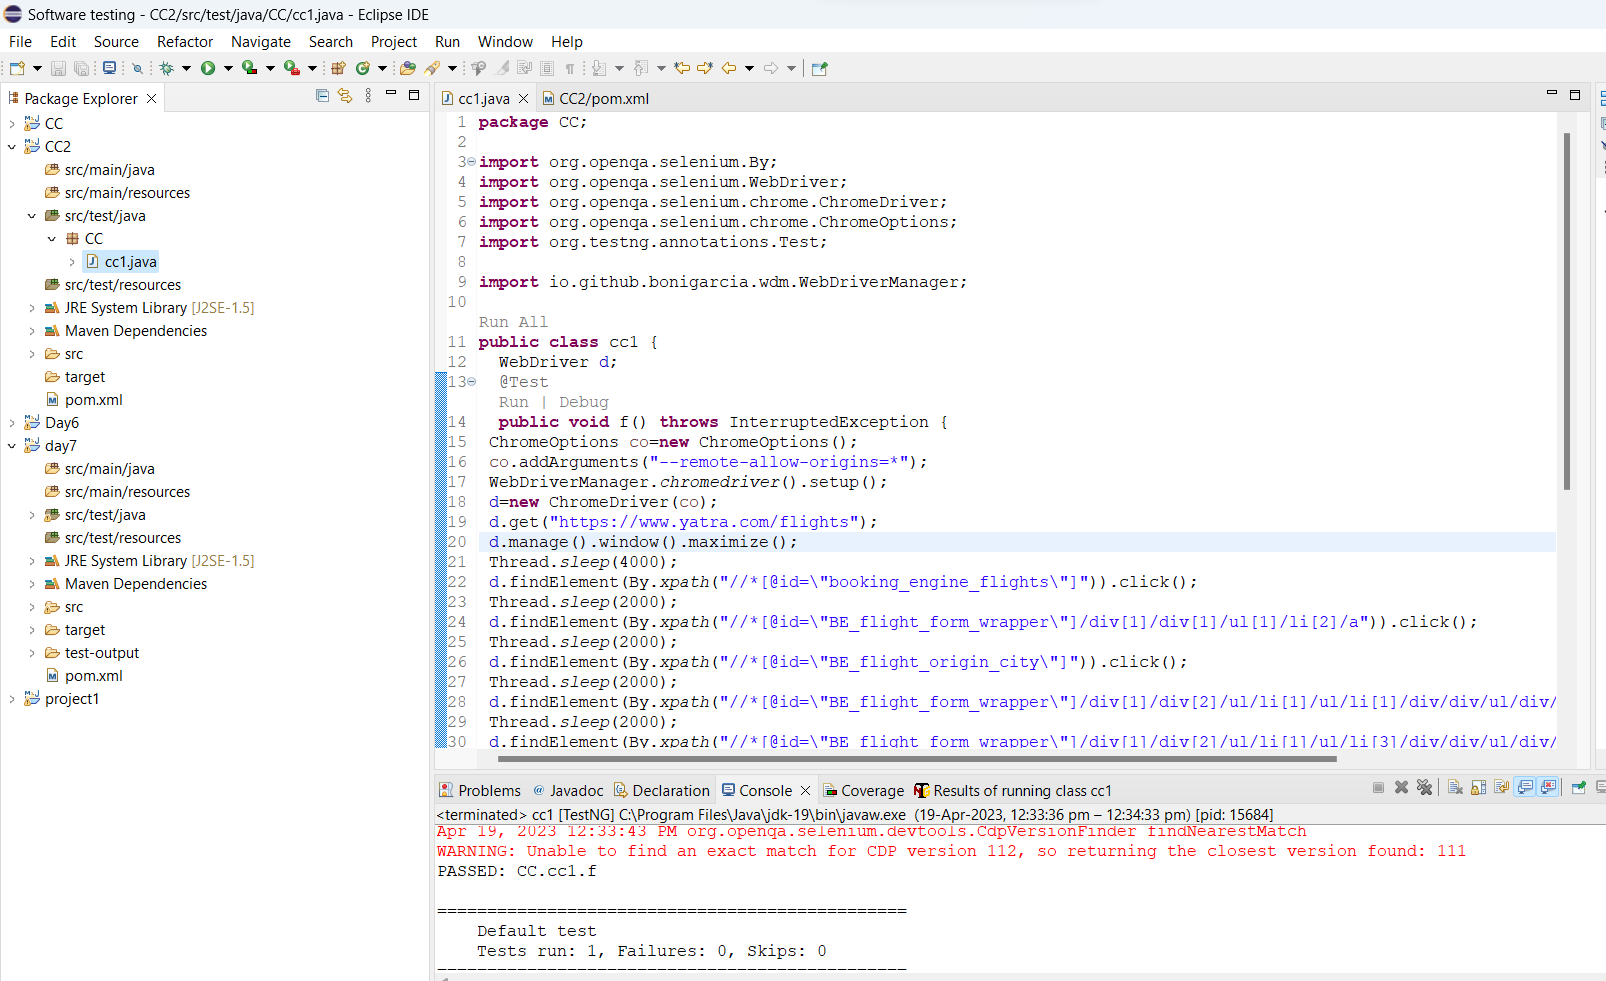 Software testing - CC2/src/test/java/CC/cc1.java - Eclipse IDE
File Edit Source Refactor Navigate Search Project Run Window Help
Package Explorer
CC
CC2
src/main/java
src/main/resources
src/test/java
CC
cc1.java
src/test/resources
JRE System Library [J2SE-1.5]
Maven Dependencies
src
target
pom.xml
Day6
day7
src/main/java
src/main/resources
src/test/java
src/test/resources
JRE System Library [J2SE-1.5]
Maven Dependencies
src
target
test-output
pom.xml
project1
cc1.java CC2/pom.xml
1 package CC;
2
3 import org.openqa.selenium.By;
4 import org.openqa.selenium.WebDriver;
5 import org.openqa.selenium.chrome.ChromeDriver;
6 import org.openqa.selenium.chrome.ChromeOptions;
7 import org.testng.annotations.Test;
8
9 import io.github.bonigarcia.wdm.WebDriverManager;
10
Run All
11 public class cc1 {
12 WebDriver d;
13 @Test
Run | Debug
14 public void f() throws InterruptedException {
15 ChromeOptions co=new ChromeOptions();
16 co.addArguments("--remote-allow-origins=*");
17 WebDriverManager.chromedriver().setup();
18 d=new ChromeDriver(co);
19 d.get("https://www.yatra.com/flights");
20 d.manage().window().maximize();
21 Thread.sleep(4000);
22 d.findElement(By.xpath("//*[@id=\"booking_engine_flights\"]")).click();
23 Thread.sleep(2000);
24 d.findElement(By.xpath("//*[@id=\"BE_flight_form_wrapper\"]/div[1]/div[1]/ul[1]/li[2]/a")).click();
25 Thread.sleep(2000);
26 d.findElement(By.xpath("//*[@id=\"BE_flight_origin_city\"]")).click();
27 Thread.sleep(2000);
28 d.findElement(By.xpath("//*[@id=\"BE_flight_form_wrapper\"]/div[1]/div[2]/ul/li[1]/ul/li[1]/div/div/ul/div/
29 Thread.sleep(2000);
30 d.findElement(By.xpath("//*[@id=\"BE_flight_form_wrapper\"]/div[1]/div[2]/ul/li[1]/ul/li[3]/div/div/ul/div/
Problems @ Javadoc Declaration Console Coverage Results of running class cc1
<terminated> cc1 [TestNG] C:\Program Files\Java\jdk-19\bin\javaw.exe (19-Apr-2023, 12:33:36 pm – 12:34:33 pm) [pid: 15684]
Apr 19, 2023 12:33:43 PM org.openqa.selenium.devtools.CdpVersionFinder findNearestMatch
WARNING: Unable to find an exact match for CDP version 112, so returning the closest version found: 111
PASSED: CC.cc1.f
===============================================
Default test
Tests run: 1, Failures: 0, Skips: 0
===============================================